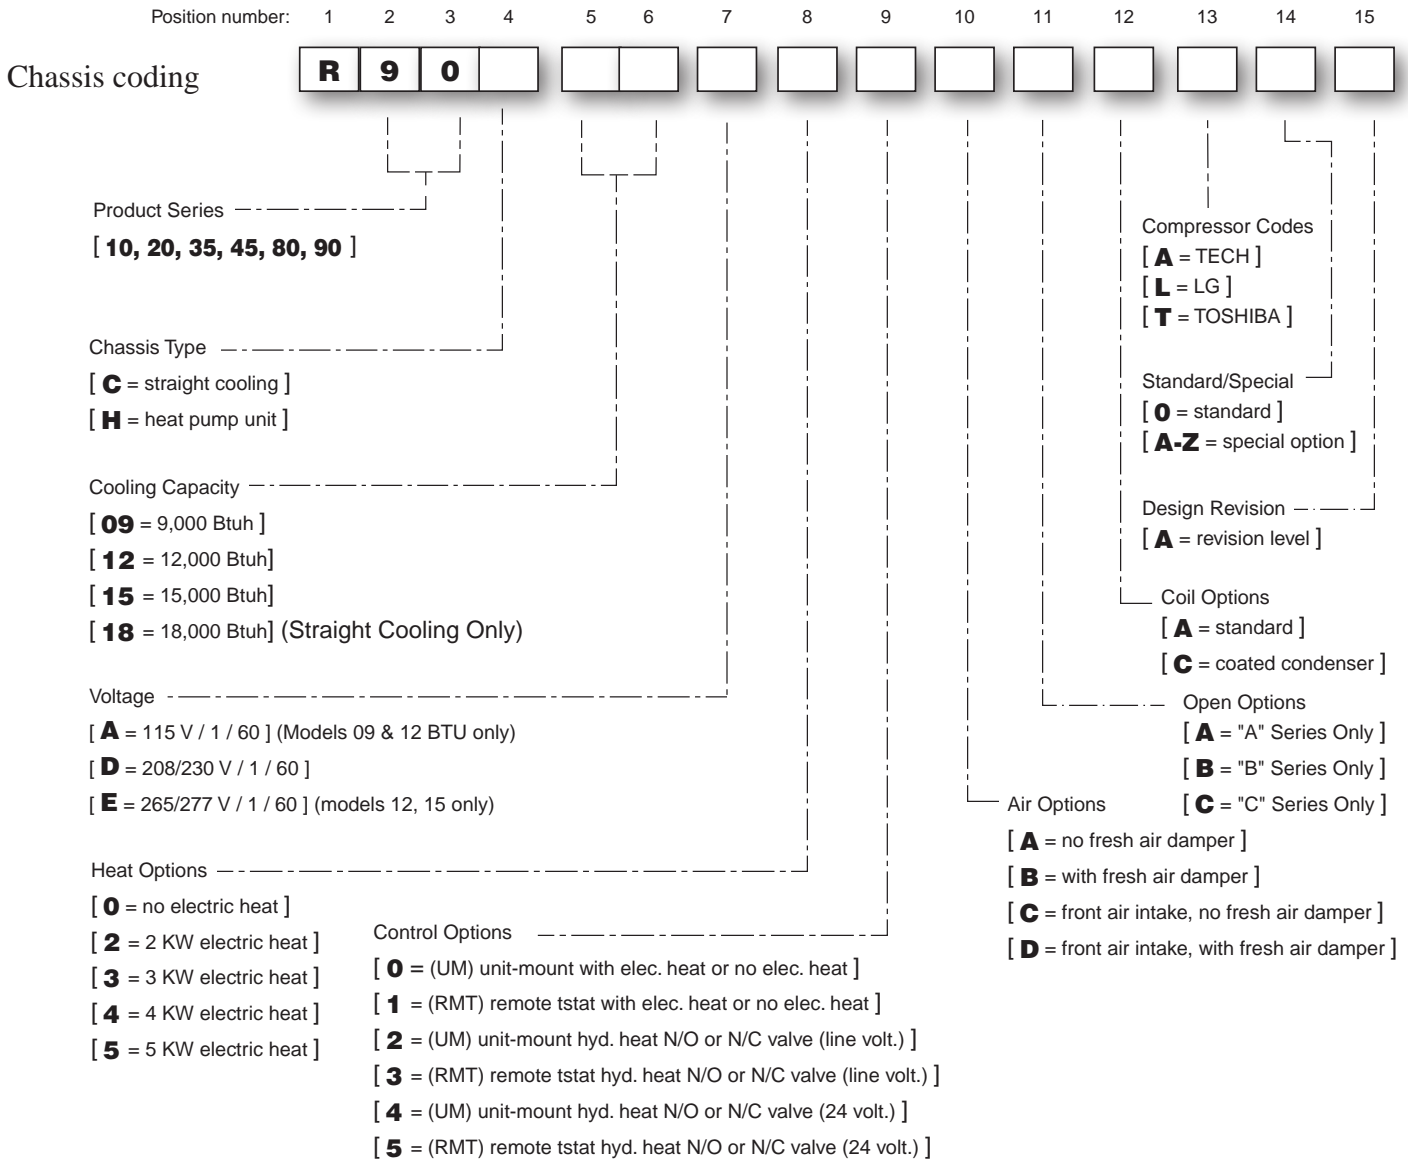 Position number: 1 2 3 4 5 6 7 8 9 10 11 12 13 14 15
Chassis coding R 9 0
Product Series
[ 10, 20, 35, 45, 80, 90 ]
Chassis Type
[ C = straight cooling ]
[ H = heat pump unit ]
Cooling Capacity
[ 09 = 9,000 Btuh ]
[ 12 = 12,000 Btuh]
[ 15 = 15,000 Btuh]
[ 18 = 18,000 Btuh] (Straight Cooling Only)
Voltage
[ A = 115 V / 1 / 60 ] (Models 09 & 12 BTU only)
[ D = 208/230 V / 1 / 60 ]
[ E = 265/277 V / 1 / 60 ] (models 12, 15 only)
Heat Options
[ 0 = no electric heat ]
[ 2 = 2 KW electric heat ]
[ 3 = 3 KW electric heat ]
[ 4 = 4 KW electric heat ]
[ 5 = 5 KW electric heat ]
Control Options
[ 0 = (UM) unit-mount with elec. heat or no elec. heat ]
[ 1 = (RMT) remote tstat with elec. heat or no elec. heat ]
[ 2 = (UM) unit-mount hyd. heat N/O or N/C valve (line volt.) ]
[ 3 = (RMT) remote tstat hyd. heat N/O or N/C valve (line volt.) ]
[ 4 = (UM) unit-mount hyd. heat N/O or N/C valve (24 volt.) ]
[ 5 = (RMT) remote tstat hyd. heat N/O or N/C valve (24 volt.) ]
Compressor Codes
[ A = TECH ]
[ L = LG ]
[ T = TOSHIBA ]
Standard/Special
[ 0 = standard ]
[ A-Z = special option ]
Design Revision
[ A = revision level ]
Coil Options
[ A = standard ]
[ C = coated condenser ]
Open Options
[ A = "A" Series Only ]
[ B = "B" Series Only ]
[ C = "C" Series Only ]
Air Options
[ A = no fresh air damper ]
[ B = with fresh air damper ]
[ C = front air intake, no fresh air damper ]
[ D = front air intake, with fresh air damper ]